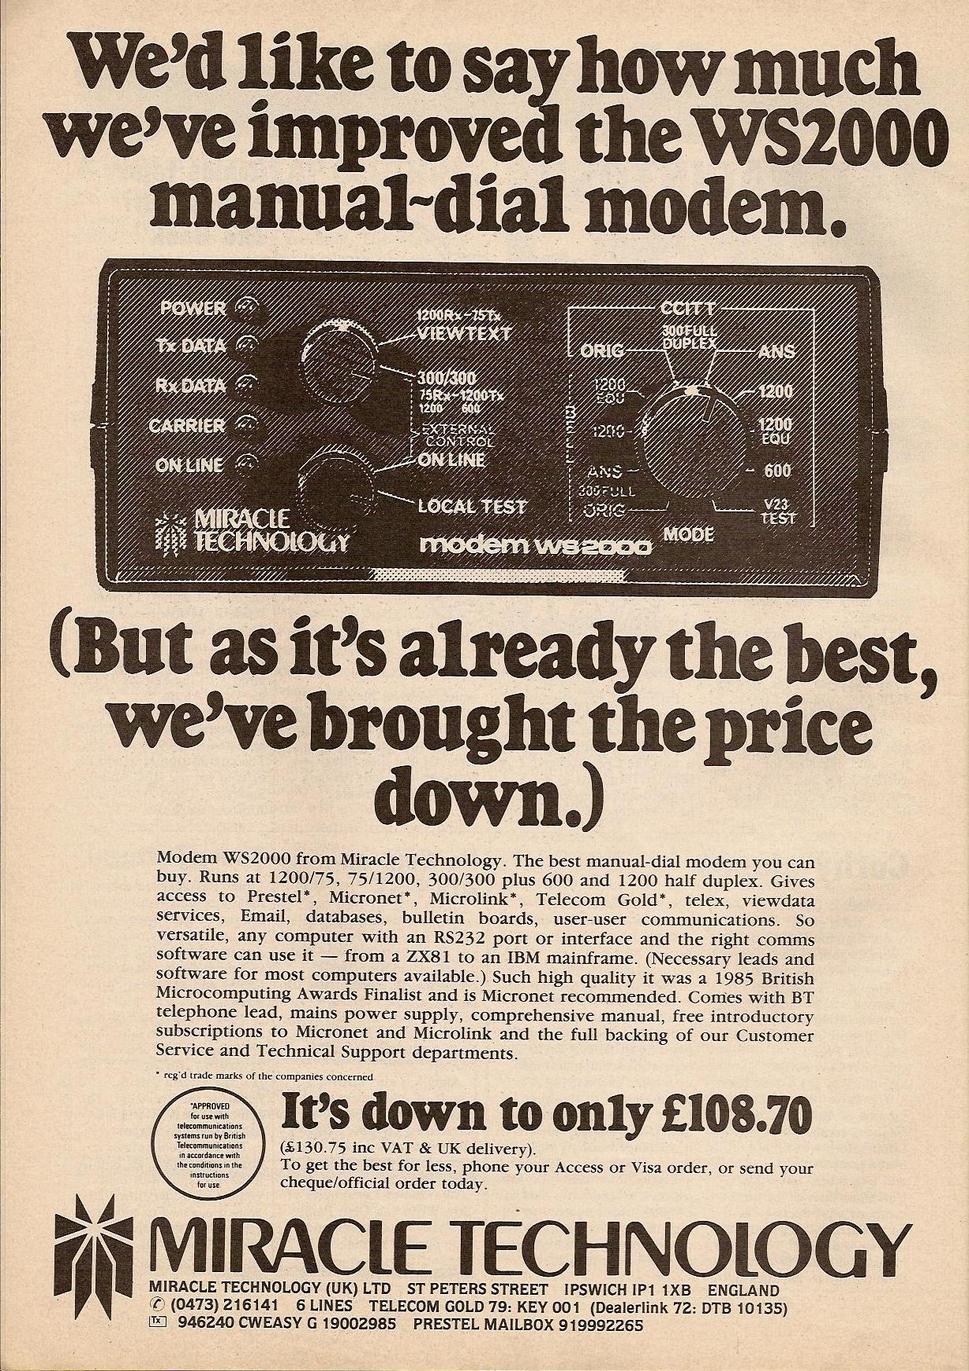 We'd like to say how much
we've improved the WS2000
manual-dial modem.
POWER
Tx DATA
Rx DATA
CARRIER
ON LINE
MIRACLE
TECHNOLOGY
1200Rx-75Tx
VIEWTEXT
300/300
75Rx-1200Tx
1200 600
EXTERNAL
CONTROL
ON LINE
LOCAL TEST
modem WS2000
CCITT
300 FULL
DUPLEX
ORIG
ANS
1200
EQU
1200
BELL
ANS
300 FULL
ORIG
1200
1200
EQU
600
V23
TEST
MODE
(But as it's already the best,
we've brought the price
down.)
Modem WS2000 from Miracle Technology. The best manual-dial modem you can
buy. Runs at 1200/75, 75/1200, 300/300 plus 600 and 1200 half duplex. Gives
access to Prestel*, Micronet*, Microlink*, Telecom Gold*, telex, viewdata
services, Email, databases, bulletin boards, user-user communications. So
versatile, any computer with an RS232 port or interface and the right comms
software can use it — from a ZX81 to an IBM mainframe. (Necessary leads and
software for most computers available.) Such high quality it was a 1985 British
Microcomputing Awards Finalist and is Micronet recommended. Comes with BT
telephone lead, mains power supply, comprehensive manual, free introductory
subscriptions to Micronet and Microlink and the full backing of our Customer
Service and Technical Support departments.
* reg'd trade marks of the companies concerned
*APPROVED
for use with
telecommunications
systems run by British
Telecommunications
in accordance with
the conditions in the
instructions
for use
It's down to only £108.70
(£130.75 inc VAT & UK delivery).
To get the best for less, phone your Access or Visa order, or send your
cheque/official order today.
MIRACLE TECHNOLOGY
MIRACLE TECHNOLOGY (UK) LTD ST PETERS STREET IPSWICH IP1 1XB ENGLAND
✆ (0473) 216141 6 LINES TELECOM GOLD 79: KEY 001 (Dealerlink 72: DTB 10135)
Tx 946240 CWEASY G 19002985 PRESTEL MAILBOX 919992265